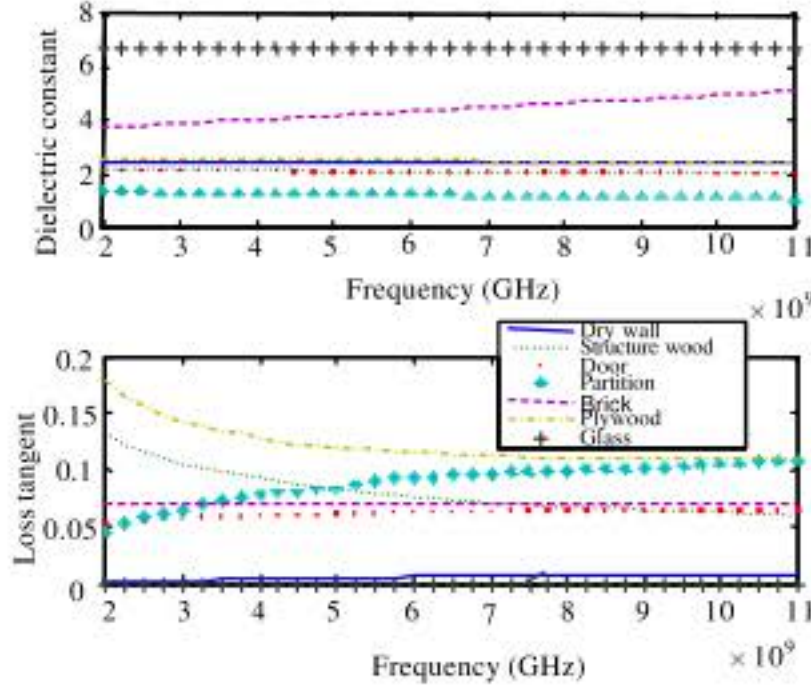 8
6
4
2
0
Dielectric constant
2 3 4 5 6 7 8 9 10 11
Frequency (GHz)
× 10⁹
Dry wall
Structure wood
Door
Partition
Brick
Plywood
Glass
0.2
0.15
0.1
0.05
0
Loss tangent
2 3 4 5 6 7 8 9 10 11
Frequency (GHz)
× 10⁹